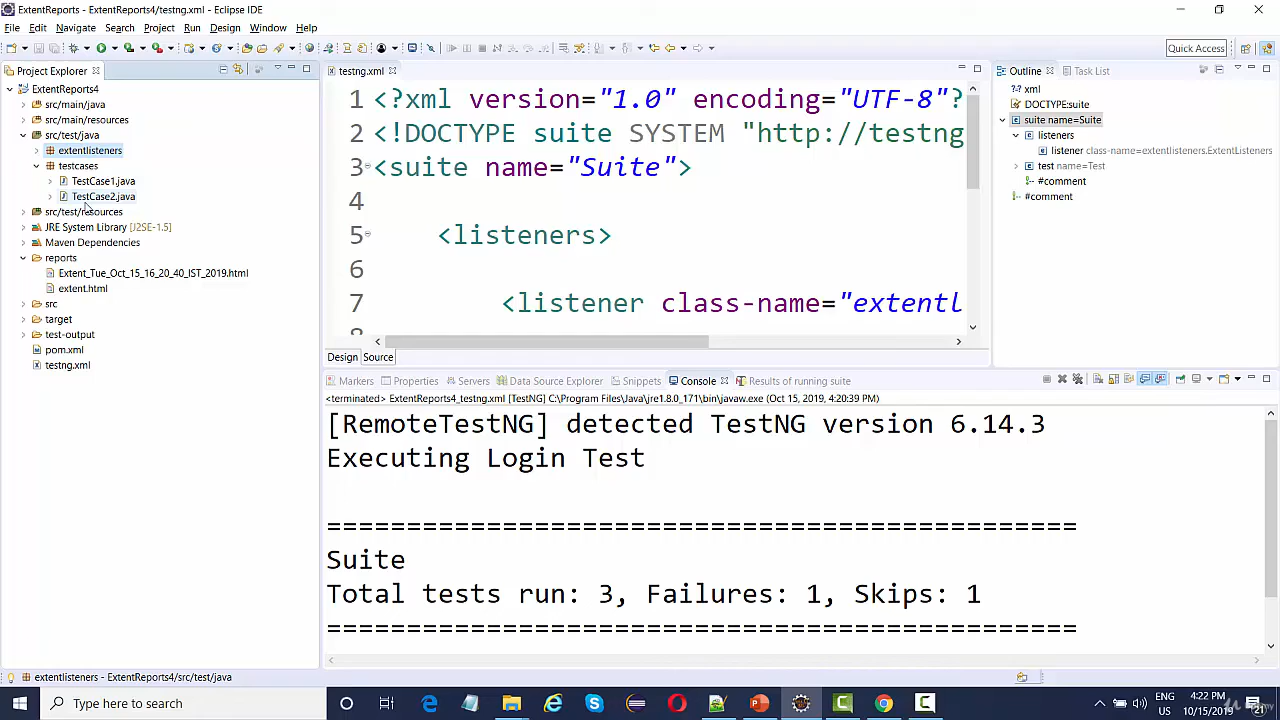 ExtentReports - ExtentReports4/testng.xml - Eclipse IDE
File Edit Navigate Search Project Run Design Window Help
Quick Access
Project Explorer
ExtentReports4
src/main/java
src/main/resources
src/test/java
extentlisteners
testcases
TestCase1.java
TestCase2.java
src/test/resources
JRE System Library [J2SE-1.5]
Maven Dependencies
reports
Extent_Tue_Oct_15_16_20_40_IST_2019.html
extent.html
src
target
test-output
pom.xml
testng.xml
testng.xml
1 <?xml version="1.0" encoding="UTF-8"?
2 <!DOCTYPE suite SYSTEM "http://testng
3 <suite name="Suite">
4
5 <listeners>
6
7 <listener class-name="extentl
8
Design Source
Outline Task List
xml
DOCTYPE:suite
suite name=Suite
listeners
listener class-name=extentlisteners.ExtentListeners
test name=Test
#comment
#comment
Markers Properties Servers Data Source Explorer Snippets Console Results of running suite
<terminated> ExtentReports4_testng.xml [TestNG] C:\Program Files\Java\jre1.8.0_171\bin\javaw.exe (Oct 15, 2019, 4:20:39 PM)
[RemoteTestNG] detected TestNG version 6.14.3
Executing Login Test
===============================================
Suite
Total tests run: 3, Failures: 1, Skips: 1
===============================================
extentlisteners - ExtentReports4/src/test/java
Type here to search
ENG
US
4:22 PM
10/15/2019